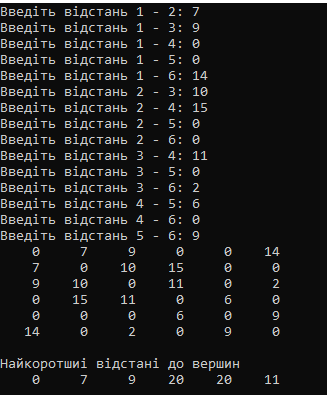 Введіть відстань 1 - 2: 7
Введіть відстань 1 - 3: 9
Введіть відстань 1 - 4: 0
Введіть відстань 1 - 5: 0
Введіть відстань 1 - 6: 14
Введіть відстань 2 - 3: 10
Введіть відстань 2 - 4: 15
Введіть відстань 2 - 5: 0
Введіть відстань 2 - 6: 0
Введіть відстань 3 - 4: 11
Введіть відстань 3 - 5: 0
Введіть відстань 3 - 6: 2
Введіть відстань 4 - 5: 6
Введіть відстань 4 - 6: 0
Введіть відстань 5 - 6: 9
0 7 9 0 0 14
7 0 10 15 0 0
9 10 0 11 0 2
0 15 11 0 6 0
0 0 0 6 0 9
14 0 2 0 9 0
Найкоротшиі відстані до вершин
0 7 9 20 20 11